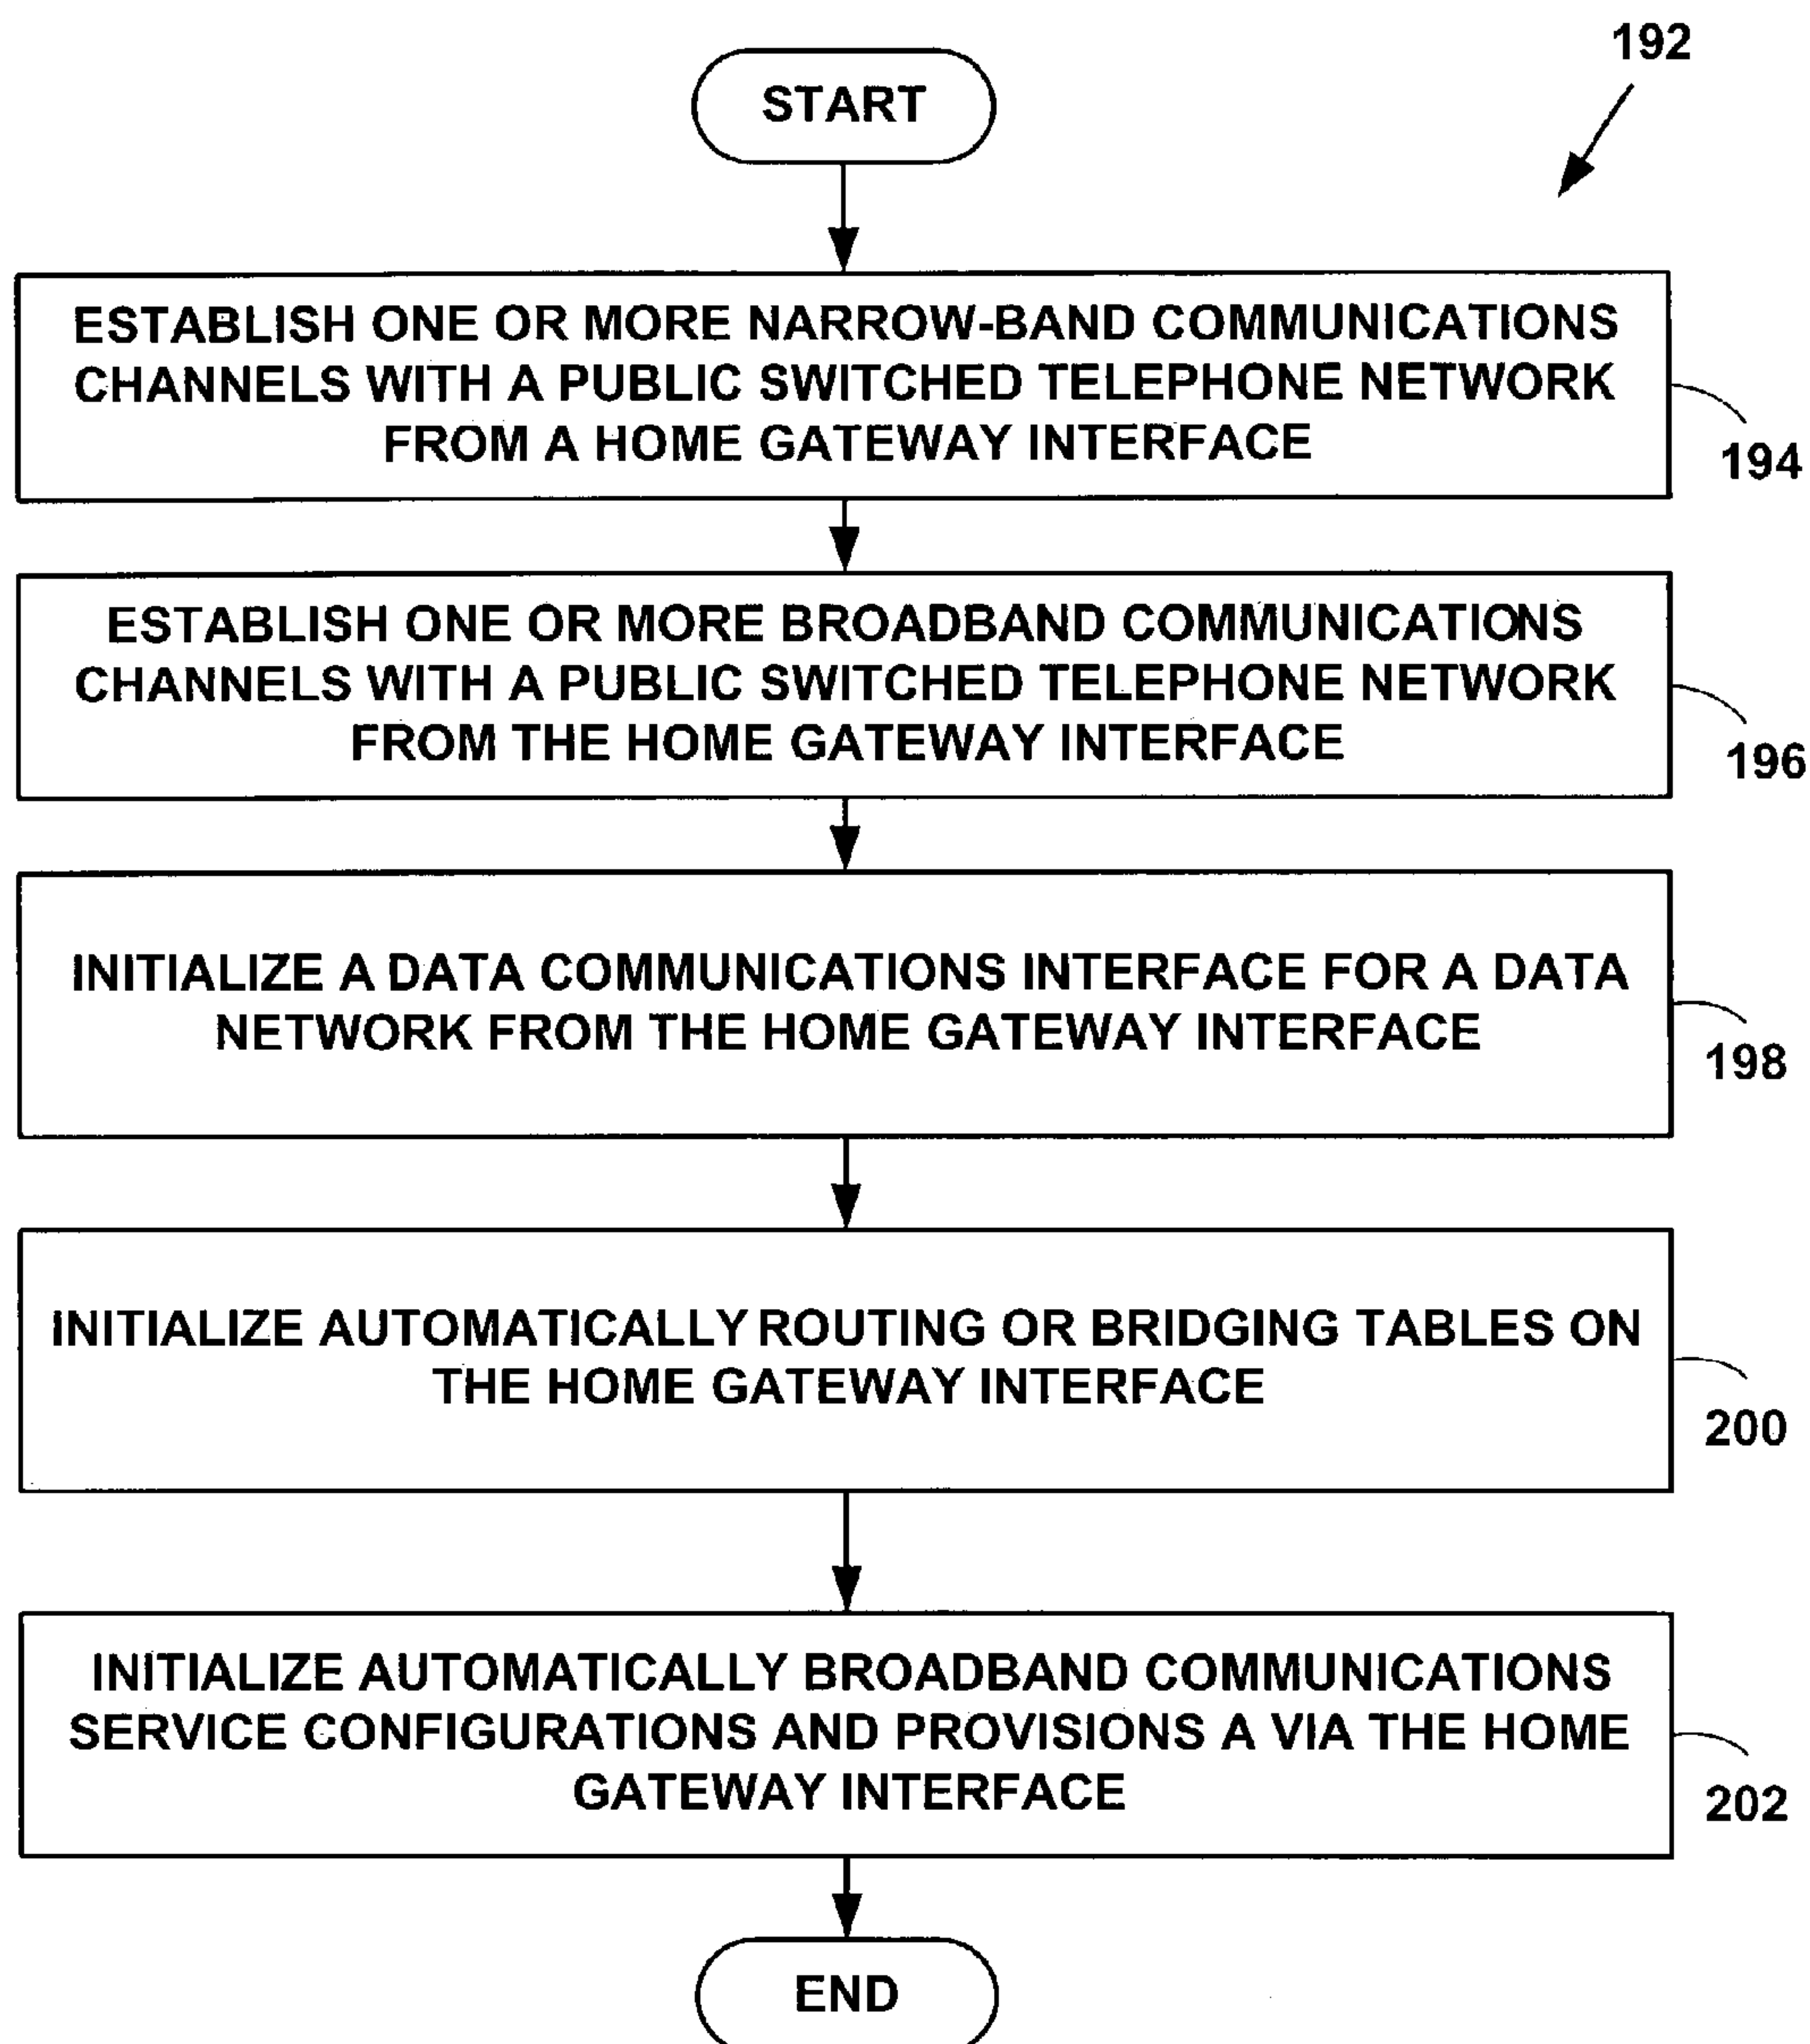 192
START
ESTABLISH ONE OR MORE NARROW-BAND COMMUNICATIONS
CHANNELS WITH A PUBLIC SWITCHED TELEPHONE NETWORK
FROM A HOME GATEWAY INTERFACE
194
ESTABLISH ONE OR MORE BROADBAND COMMUNICATIONS
CHANNELS WITH A PUBLIC SWITCHED TELEPHONE NETWORK
FROM THE HOME GATEWAY INTERFACE
196
INITIALIZE A DATA COMMUNICATIONS INTERFACE FOR A DATA
NETWORK FROM THE HOME GATEWAY INTERFACE
198
INITIALIZE AUTOMATICALLY ROUTING OR BRIDGING TABLES ON
THE HOME GATEWAY INTERFACE
200
INITIALIZE AUTOMATICALLY BROADBAND COMMUNICATIONS
SERVICE CONFIGURATIONS AND PROVISIONS A VIA THE HOME
GATEWAY INTERFACE
202
END